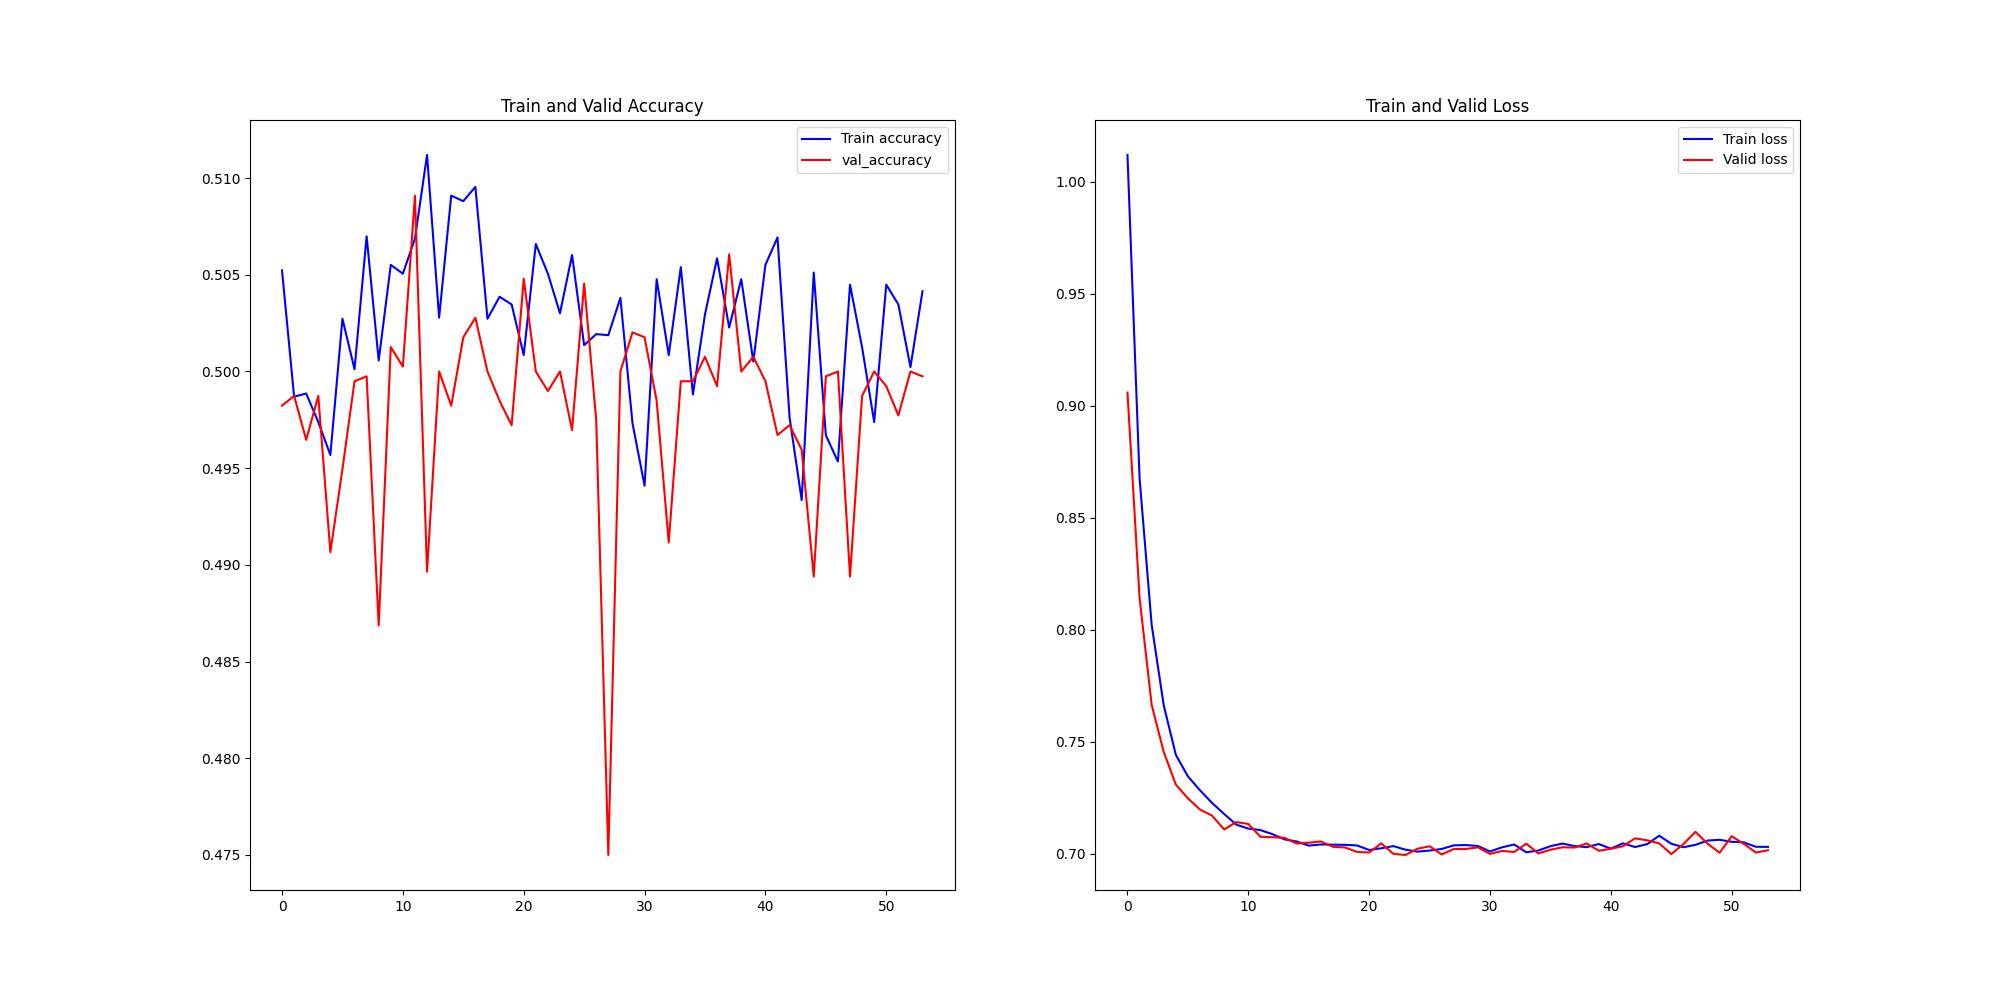 Train and Valid Accuracy
Train accuracy
val_accuracy
0.510
0.505
0.500
0.495
0.490
0.485
0.480
0.475
0 10 20 30 40 50
Train and Valid Loss
Train loss
Valid loss
1.00
0.95
0.90
0.85
0.80
0.75
0.70
0 10 20 30 40 50